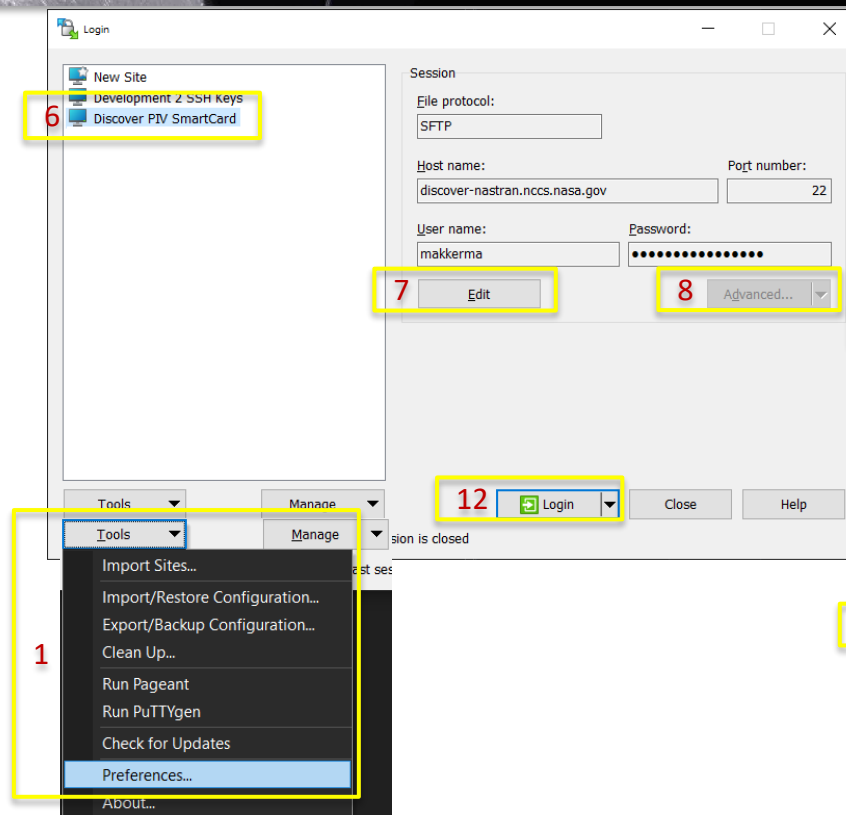 Login
New Site
Development 2 SSH Keys
6
Discover PIV SmartCard
Session
File protocol:
SFTP
Host name:
Port number:
discover-nastran.nccs.nasa.gov
22
User name:
Password:
makkerma
••••••••••••••••
7
Edit
8
Advanced...
Tools
Manage
12
Login
Close
Help
Tools
Manage
sion is closed
Import Sites...
ast ses
Import/Restore Configuration...
Export/Backup Configuration...
1
Clean Up...
Run Pageant
Run PuTTYgen
Check for Updates
Preferences...
About...